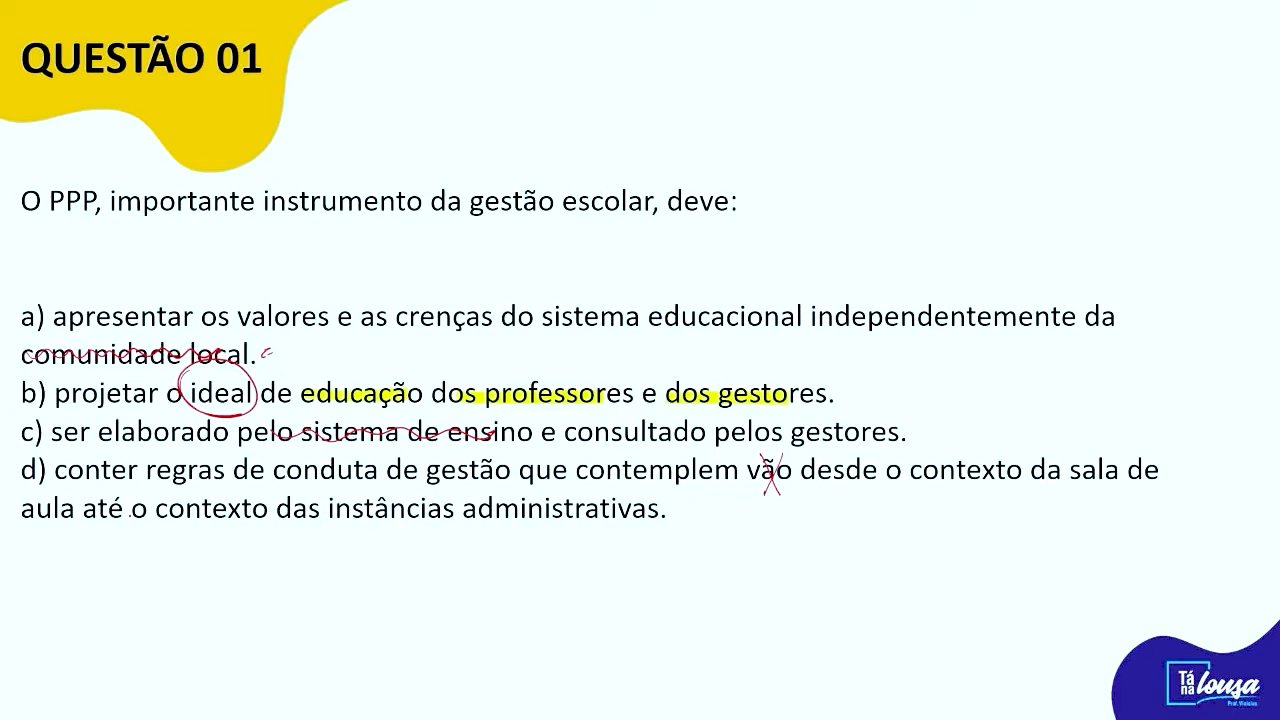 QUESTÃO 01
O PPP, importante instrumento da gestão escolar, deve:
a) apresentar os valores e as crenças do sistema educacional independentemente da
comunidade local.
b) projetar o ideal de educação dos professores e dos gestores.
c) ser elaborado pelo sistema de ensino e consultado pelos gestores.
d) conter regras de conduta de gestão que contemplem vão desde o contexto da sala de
aula até o contexto das instâncias administrativas.
Tá
na lousa
Prof. Vinícius